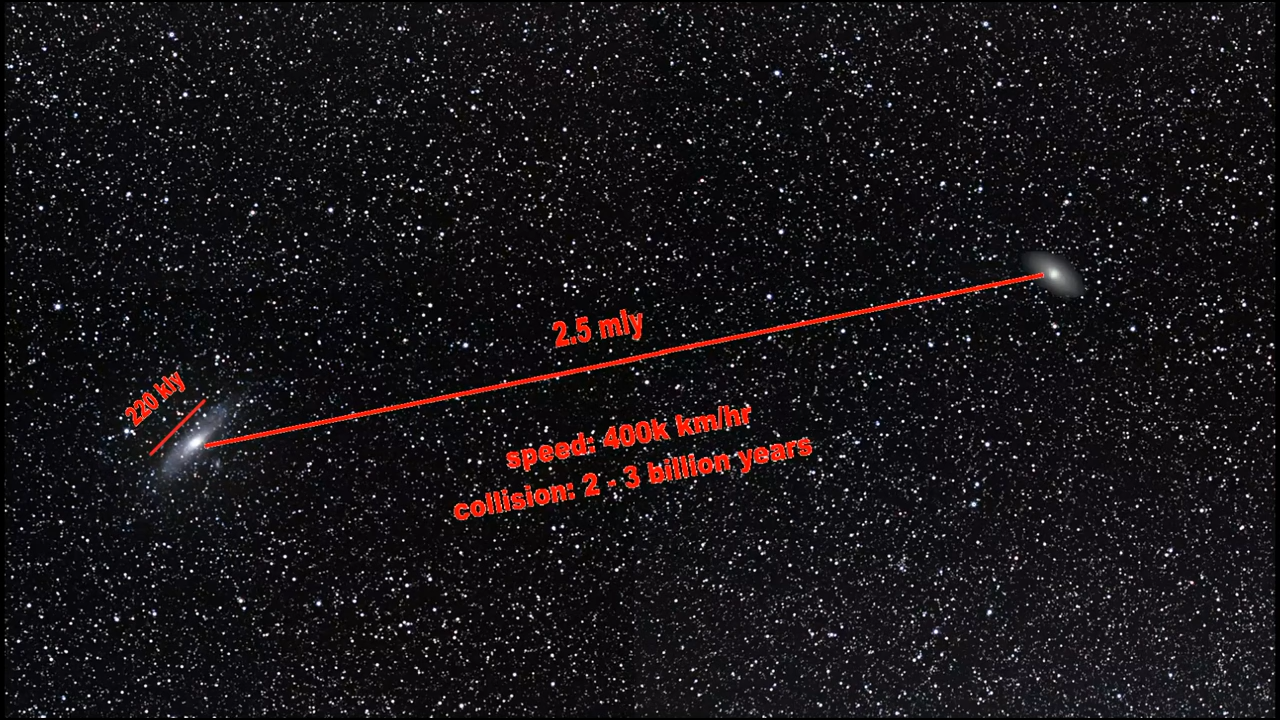 2.5 mly
220 kly
speed: 400k km/hr
collision: 2 - 3 billion years